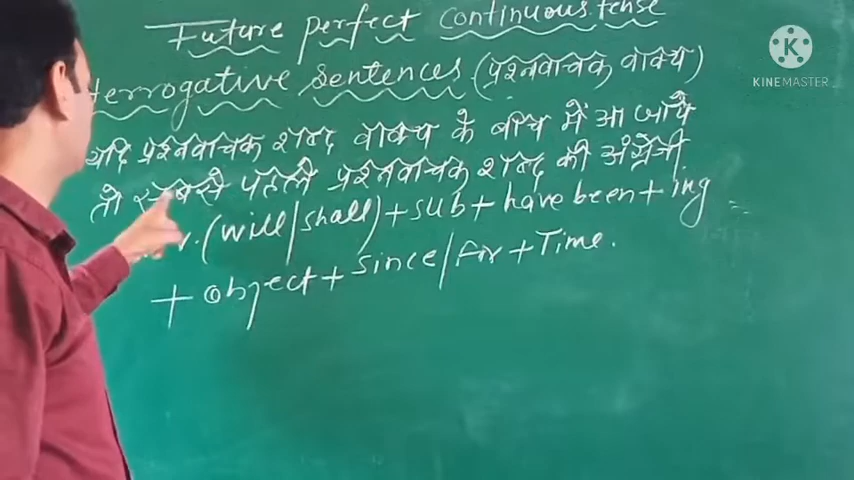 Future perfect continuous tense
terrogative sentences (प्रश्नवाचक वाक्य)
यदि प्रश्नवाचक शब्द वाक्य के बीच में आ जाये
तो सबसे पहले प्रश्नवाचक शब्द की अंग्रेजी
(will/shall) + sub + have been + ing
+ object + since/for + Time.
KINEMASTER